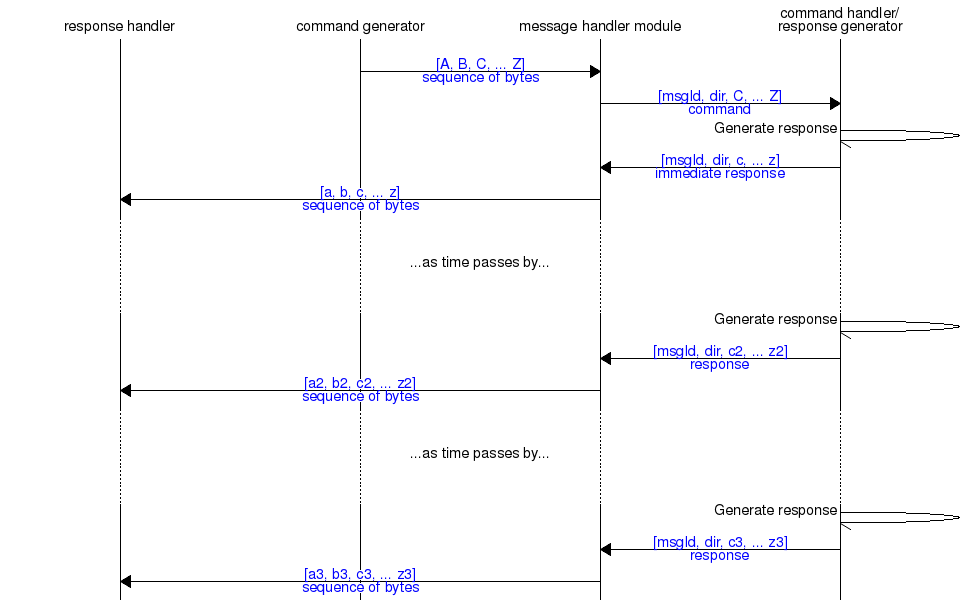 command handler/
response handler command generator message handler module response generator
[A, B, C, ... Z]
sequence of bytes
[msgId, dir, C, ... Z]
command
Generate response
[msgId, dir, c, ... z]
immediate response
[a, b, c, ... z]
sequence of bytes
...as time passes by...
Generate response
[msgId, dir, c2, ... z2]
response
[a2, b2, c2, ... z2]
sequence of bytes
...as time passes by...
Generate response
[msgId, dir, c3, ... z3]
response
[a3, b3, c3, ... z3]
sequence of bytes